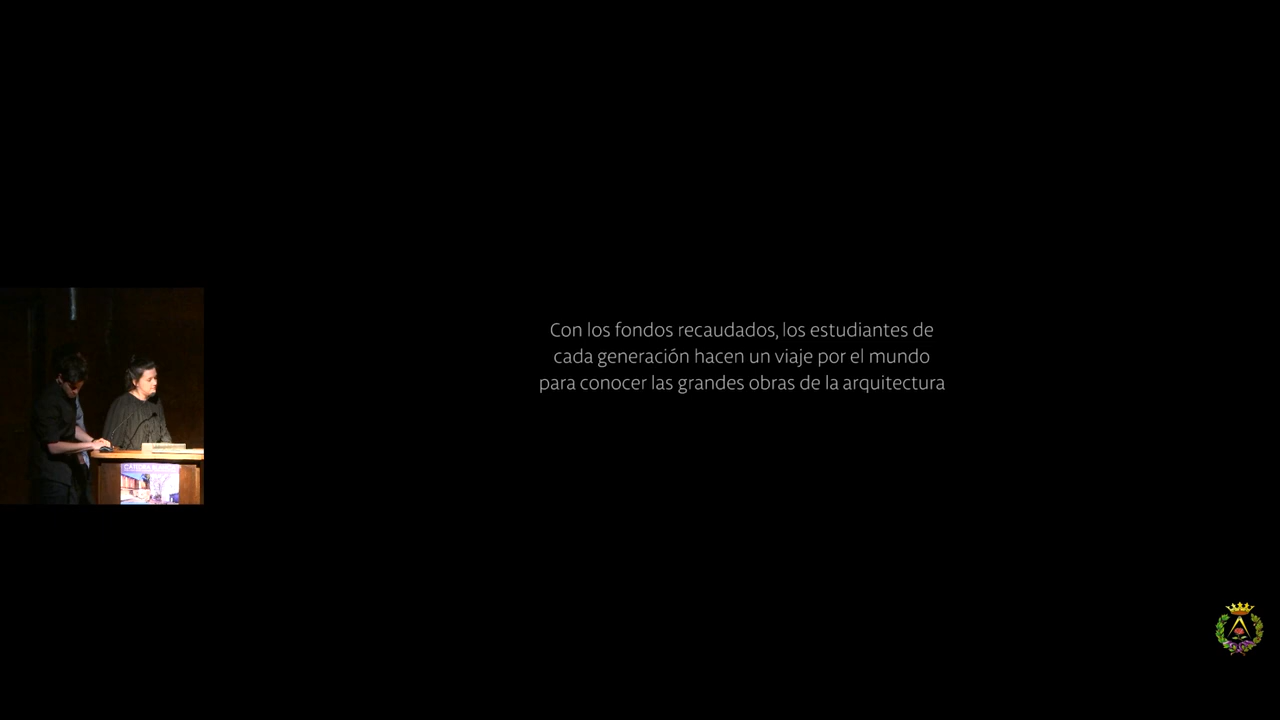 Con los fondos recaudados, los estudiantes de
cada generación hacen un viaje por el mundo
para conocer las grandes obras de la arquitectura